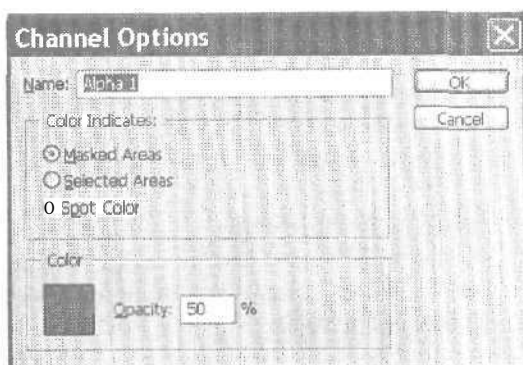 Channel Options
Name: Alpha 1
OK
Cancel
Color Indicates:
Masked Areas
Selected Areas
Spot Color
Color
Opacity: 50 %